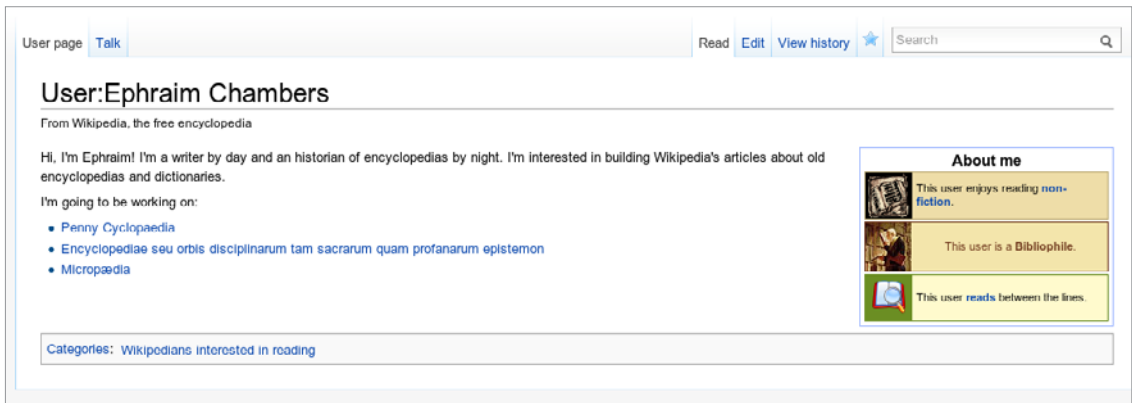 User page Talk Read Edit View history Search
User:Ephraim Chambers
From Wikipedia, the free encyclopedia
Hi, I'm Ephraim! I'm a writer by day and an historian of encyclopedias by night. I'm interested in building Wikipedia's articles about old
encyclopedias and dictionaries.
I'm going to be working on:
• Penny Cyclopaedia
• Encyclopediae seu orbis disciplinarum tam sacrarum quam profanarum epistemon
• Micropædia
About me
This user enjoys reading non-
fiction.
This user is a Bibliophile.
This user reads between the lines.
Categories: Wikipedians interested in reading